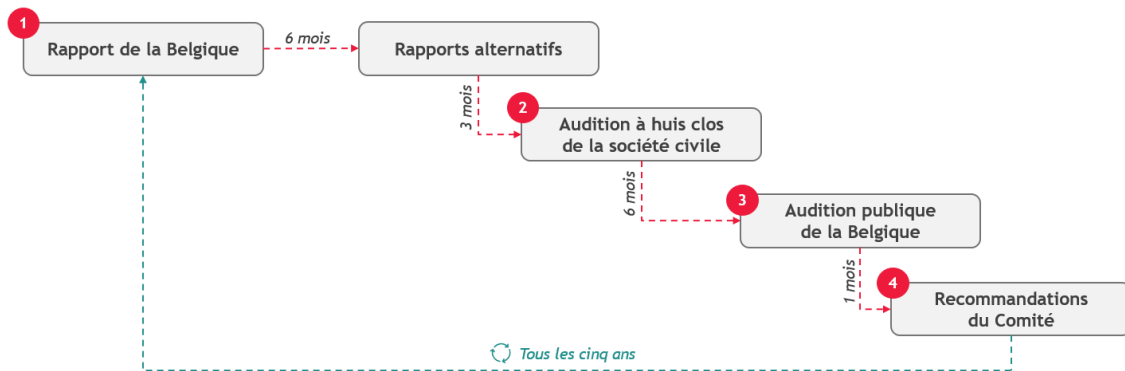 1
Rapport de la Belgique
6 mois
Rapports alternatifs
3 mois
2
Audition à huis clos
de la société civile
6 mois
3
Audition publique
de la Belgique
1 mois
4
Recommandations
du Comité
Tous les cinq ans